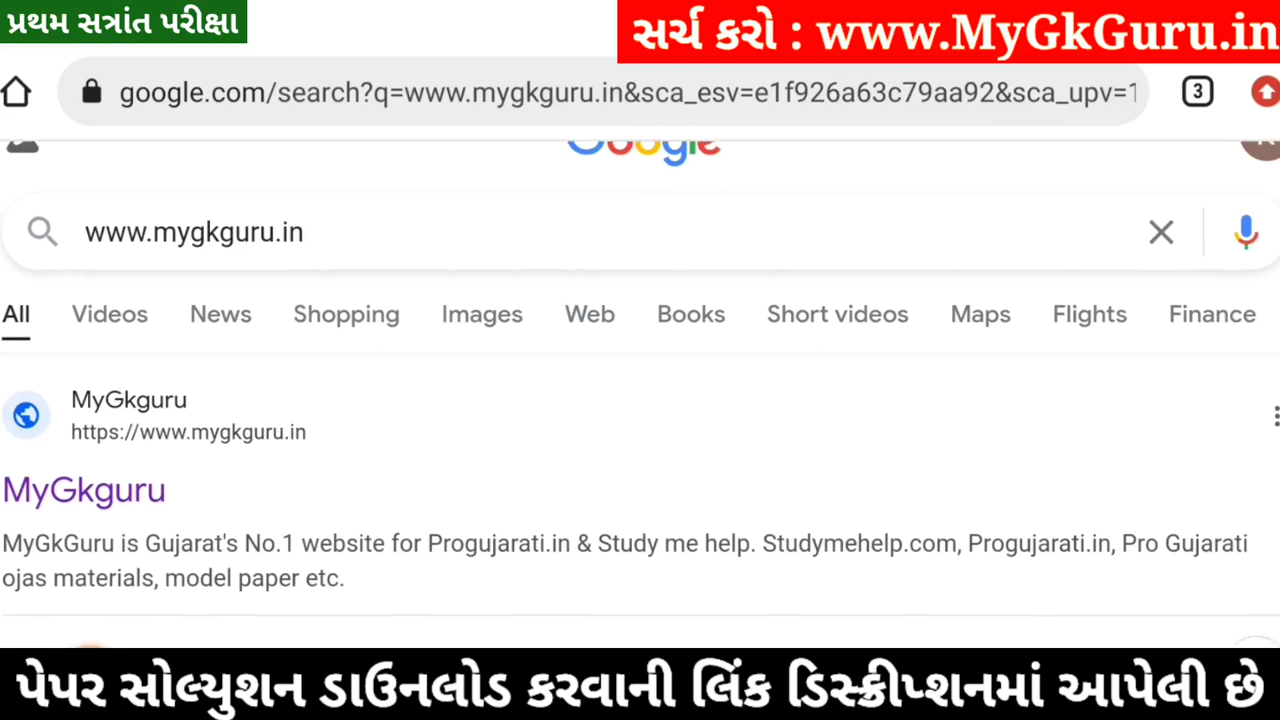 પ્રથમ સત્રાંત પરીક્ષા
સર્ચ કરો : www.MyGkGuru.in
google.com/search?q=www.mygkguru.in&sca_esv=e1f926a63c79aa92&sca_upv=1
3
Google
www.mygkguru.in
All Videos News Shopping Images Web Books Short videos Maps Flights Finance
MyGkguru
https://www.mygkguru.in
MyGkguru
MyGkGuru is Gujarat's No.1 website for Progujarati.in & Study me help. Studymehelp.com, Progujarati.in, Pro Gujarati
ojas materials, model paper etc.
પેપર સોલ્યુશન ડાઉનલોડ કરવાની લિંક ડિસ્ક્રીપ્શનમાં આપેલી છે